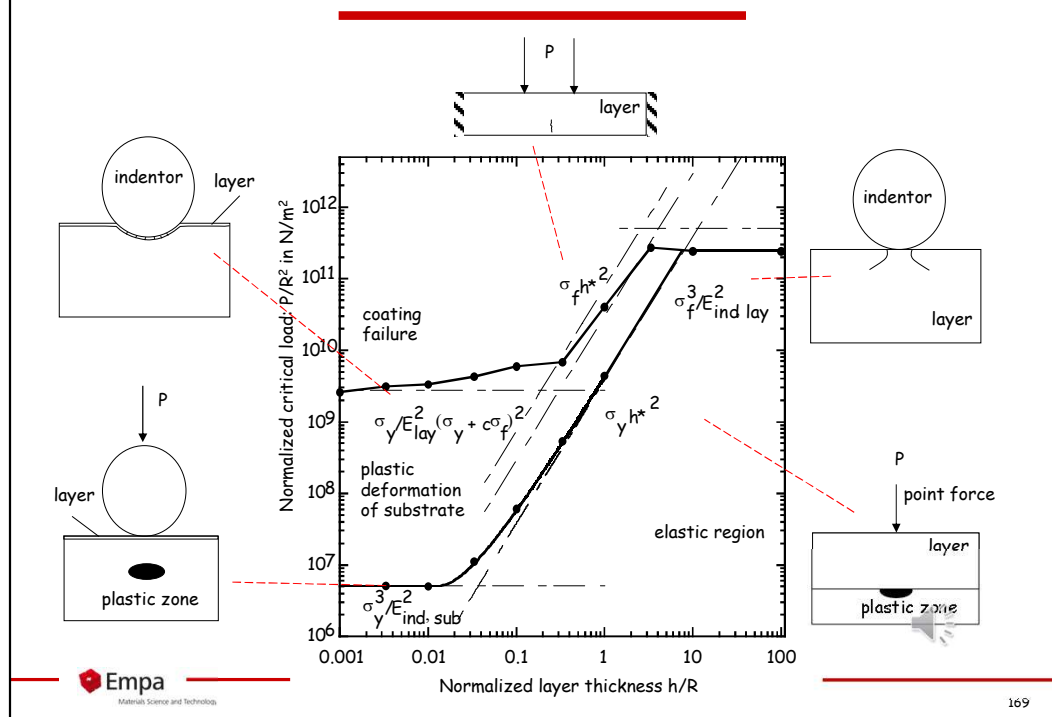 P
layer
indentor
layer
indentor
layer
P
layer
plastic zone
P
point force
layer
plastic zone
Normalized critical load: P/R² in N/m²
10¹²
10¹¹
10¹⁰
10⁹
10⁸
10⁷
10⁶
coating
failure
σ_f h*²
σ_f³/E²_ind lay
σ_y/E²_lay(σ_y + cσ_f)²
σ_y h*²
plastic
deformation
of substrate
elastic region
σ_y³/E²_ind, sub
0.001
0.01
0.1
1
10
100
Normalized layer thickness h/R
Empa
Materials Science and Technology
169